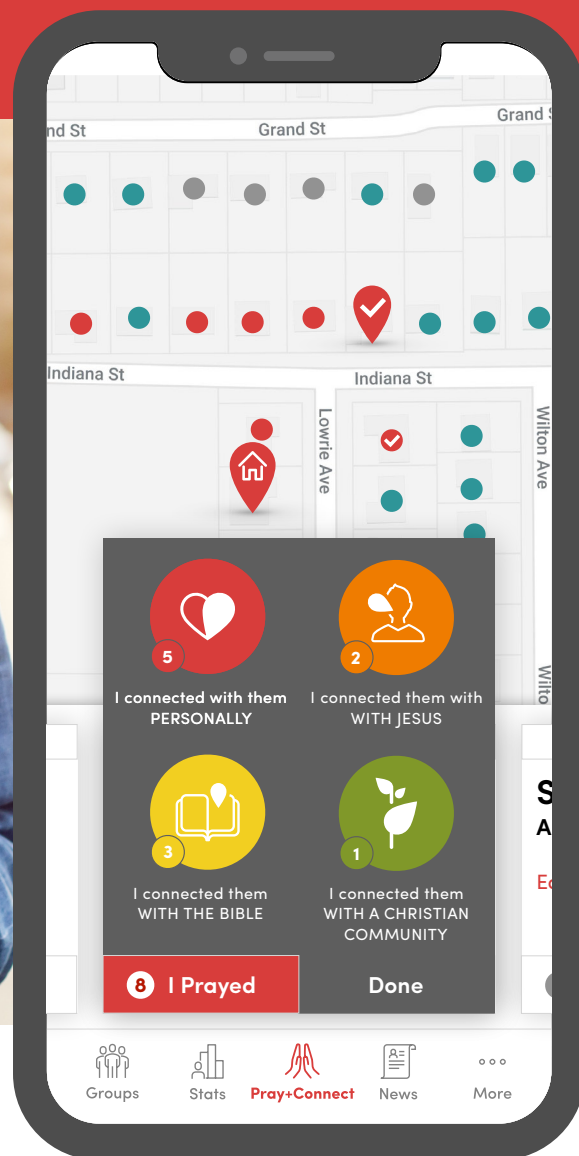 nd St
Grand St
Grand
Indiana St
Indiana St
Lowrie Ave
Wilton Ave
Wilto
5
2
I connected with them
PERSONALLY
I connected them with
WITH JESUS
3
1
I connected them
WITH THE BIBLE
I connected them
WITH A CHRISTIAN
COMMUNITY
S
A
8 I Prayed
Done
Groups
Stats
Pray+Connect
News
More